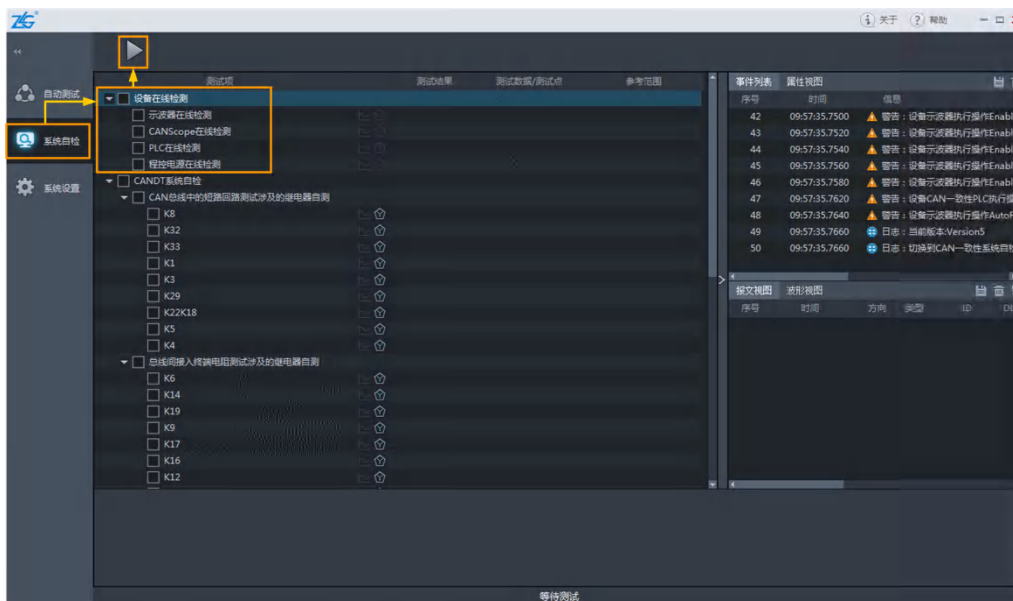 ZLG
关于 帮助
自动测试
系统自检
系统设置
测试项 测试结果 测试数据/测试点 参考范围
设备在线检测
示波器在线检测
CANScope在线检测
PLC在线检测
程控电源在线检测
CANDT系统自检
CAN总线中的短路回路测试涉及的继电器自测
K8
K32
K33
K1
K3
K29
K22K18
K5
K4
总线间接入终端电阻测试涉及的继电器自测
K6
K14
K19
K9
K17
K16
K12
事件列表 属性视图
序号 时间 信息
42 09:57:35.7500 警告：设备示波器执行操作Enabl
43 09:57:35.7520 警告：设备示波器执行操作Enabl
44 09:57:35.7540 警告：设备示波器执行操作Enabl
45 09:57:35.7560 警告：设备示波器执行操作Enabl
46 09:57:35.7580 警告：设备示波器执行操作Enabl
47 09:57:35.7620 警告：设备CAN一致性PLC执行操
48 09:57:35.7640 警告：设备示波器执行操作AutoR
49 09:57:35.7660 日志：当前版本:Version5
50 09:57:35.7660 日志：切换到CAN一致性系统自检
报文视图 波形视图
序号 时间 方向 类型 ID
等待测试